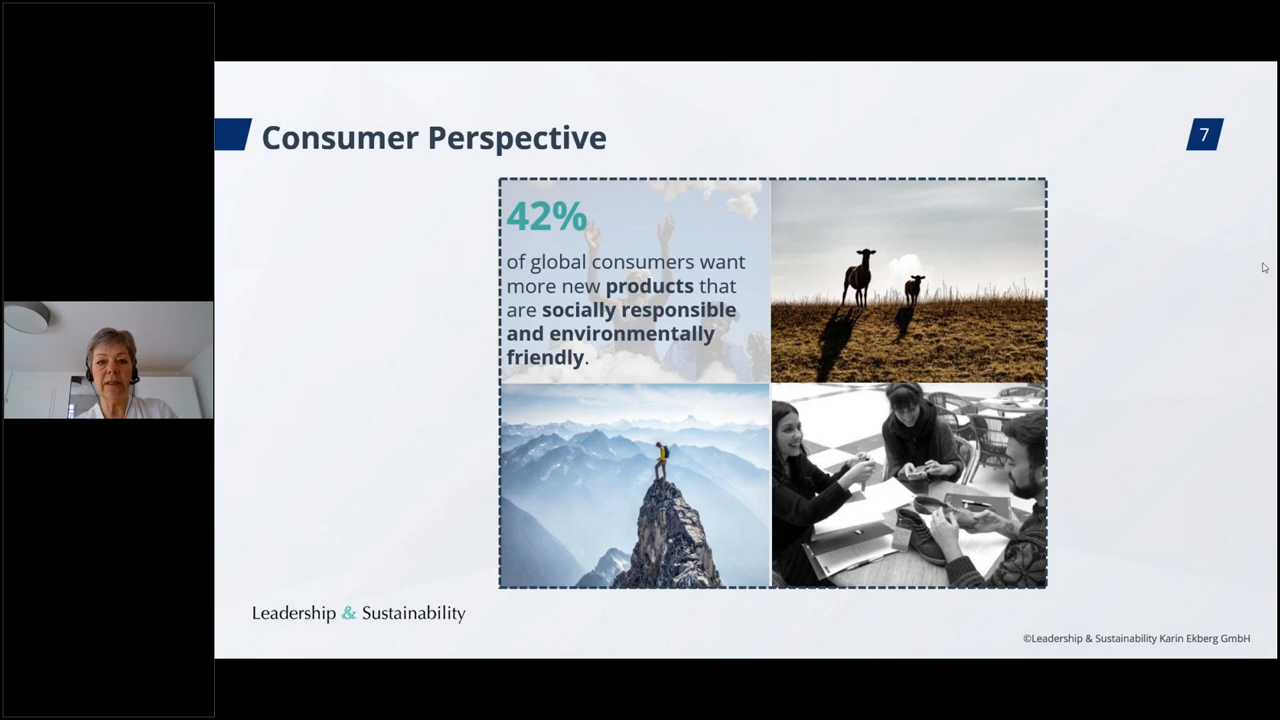 Consumer Perspective
7
42%
of global consumers want
more new products that
are socially responsible
and environmentally
friendly.
Leadership & Sustainability
©Leadership & Sustainability Karin Ekberg GmbH